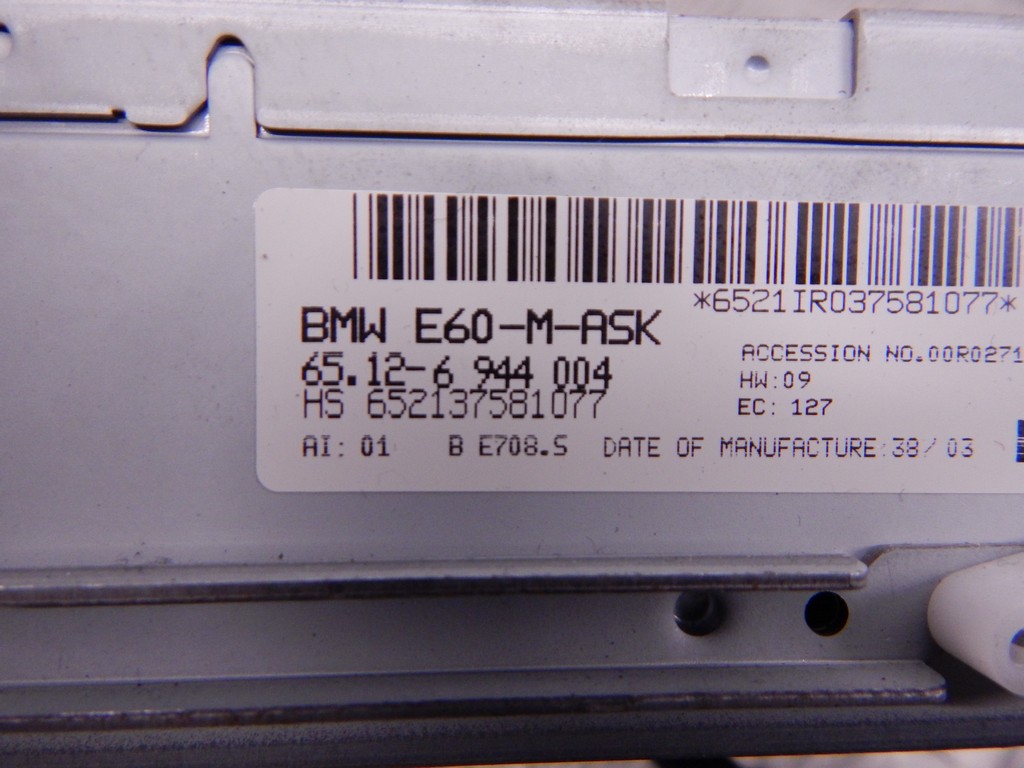 *6521IR037581077*
BMW E60-M-ASK
65.12-6 944 004
HS 652137581077
ACCESSION NO.00R0271
HW:09
EC: 127
AI: 01 B E708.S DATE OF MANUFACTURE:38/ 03